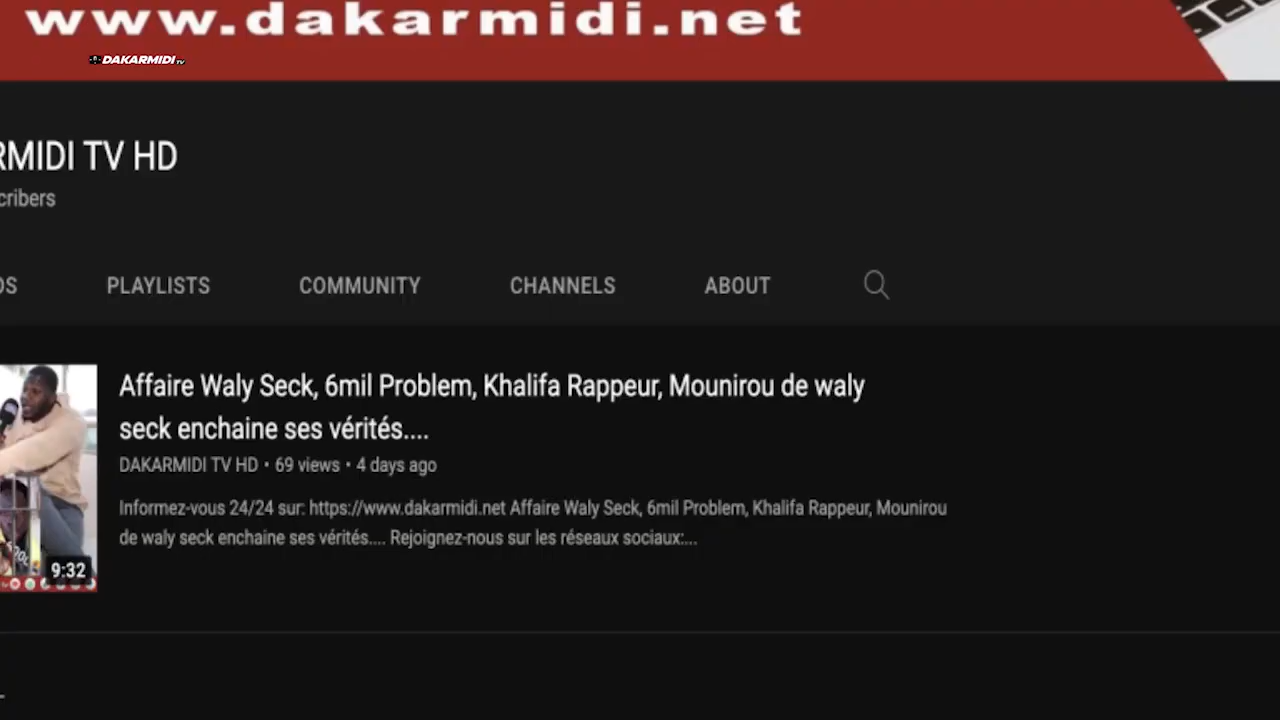 www.dakarmidi.net
DAKARMIDI TV
RMIDI TV HD
cribers
OS
PLAYLISTS
COMMUNITY
CHANNELS
ABOUT
Affaire Waly Seck, 6mil Problem, Khalifa Rappeur, Mounirou de waly
seck enchaine ses vérités....
DAKARMIDI TV HD • 69 views • 4 days ago
Informez-vous 24/24 sur: https://www.dakarmidi.net Affaire Waly Seck, 6mil Problem, Khalifa Rappeur, Mounirou
de waly seck enchaine ses vérités.... Rejoignez-nous sur les réseaux sociaux:...
9:32